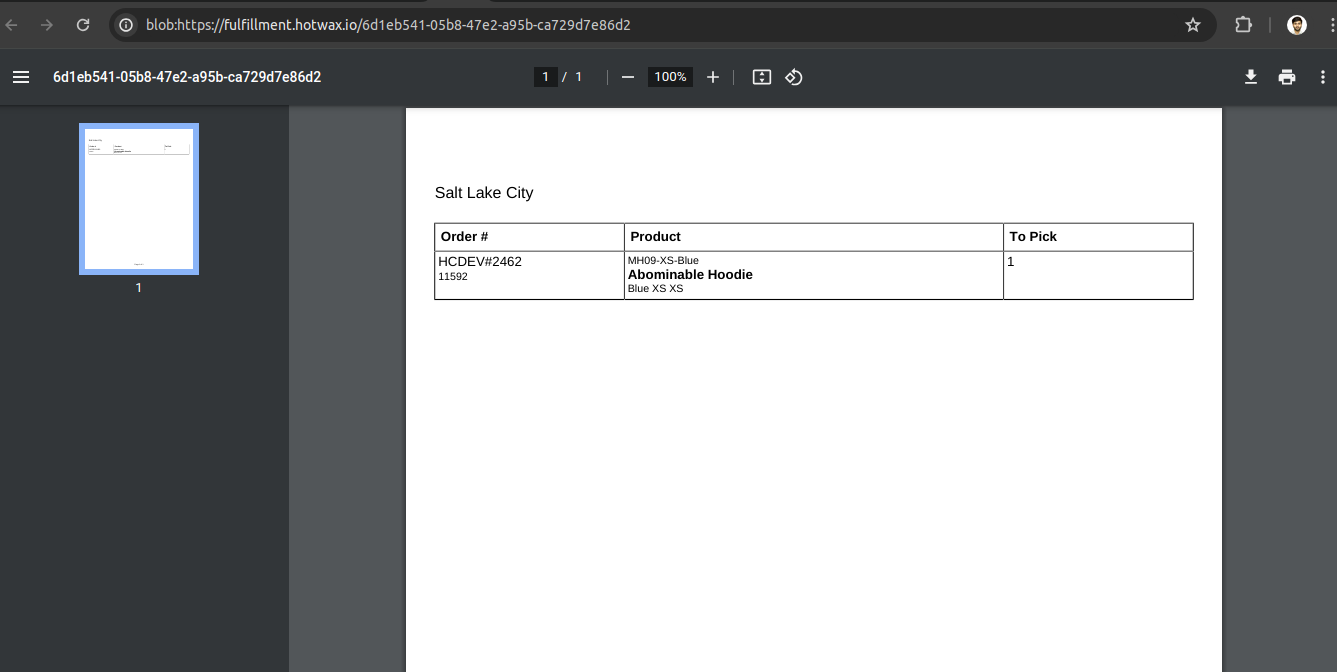 blob:https://fulfillment.hotwax.io/6d1eb541-05b8-47e2-a95b-ca729d7e86d2
6d1eb541-05b8-47e2-a95b-ca729d7e86d2
1 / 1
100%
1
Salt Lake City
Order # Product To Pick
HCDEV#2462 MH09-XS-Blue 1
11592 Abominable Hoodie
Blue XS XS